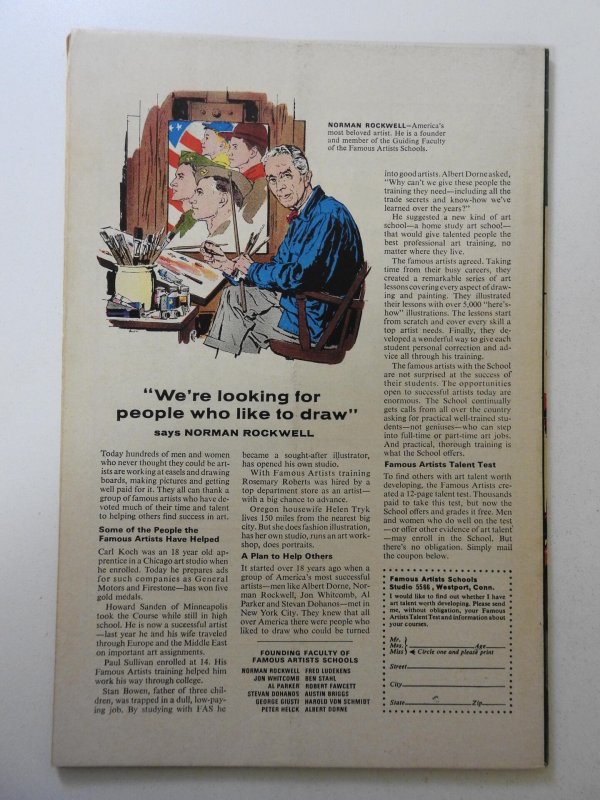 NORMAN ROCKWELL—America's
most beloved artist. He is a founder
and member of the Guiding Faculty
of the Famous Artists Schools.
"We're looking for
people who like to draw"
says NORMAN ROCKWELL
Today hundreds of men and women
who never thought they could be art-
ists are working at easels and drawing
boards, making pictures and getting
well paid for it. They all can thank a
group of famous artists who have de-
voted much of their time and talent
to helping others find success in art.
Some of the People the
Famous Artists Have Helped
Carl Koch was an 18 year old ap-
prentice in a Chicago art studio when
he enrolled. Today he prepares ads
for such companies as General
Motors and Firestone—has won five
gold medals.
Howard Sanden of Minneapolis
took the Course while still in high
school. He is now a successful artist
—last year he and his wife traveled
through Europe and the Middle East
on important art assignments.
Paul Sullivan enrolled at 14. His
Famous Artists training helped him
work his way through college.
Stan Bowen, father of three chil-
dren, was trapped in a dull, low-pay-
ing job. By studying with FAS he
became a sought-after illustrator,
has opened his own studio.
With Famous Artists training
Rosemary Roberts was hired by a
top department store as an artist—
with a big chance to advance.
Oregon housewife Helen Tryk
lives 150 miles from the nearest big
city. But she does fashion illustration,
has her own studio, runs an art work-
shop, does portraits.
A Plan to Help Others
It started over 18 years ago when a
group of America's most successful
artists—men like Albert Dorne, Nor-
man Rockwell, Jon Whitcomb, Al
Parker and Stevan Dohanos—met in
New York City. They knew that all
over America there were people who
liked to draw who could be turned
FOUNDING FACULTY OF
FAMOUS ARTISTS SCHOOLS
NORMAN ROCKWELL FRED LUDEKENS
JON WHITCOMB BEN STAHL
AL PARKER ROBERT FAWCETT
STEVAN DOHANOS AUSTIN BRIGGS
GEORGE GIUSTI HAROLD VON SCHMIDT
PETER HELCK ALBERT DORNE
into good artists. Albert Dorne asked,
"Why can't we give these people the
training they need—including all the
trade secrets and know-how we've
learned over the years?"
He suggested a new kind of art
school—a home study art school—
that would give talented people the
best professional art training, no
matter where they live.
The famous artists agreed. Taking
time from their busy careers, they
created a remarkable series of art
lessons covering every aspect of draw-
ing and painting. They illustrated
their lessons with over 5,000 "here's-
how" illustrations. The lessons start
from scratch and cover every skill a
top artist needs. Finally, they de-
veloped a wonderful way to give each
student personal correction and ad-
vice all through his training.
The famous artists with the School
are not surprised at the success of
their students. The opportunities
open to successful artists today are
enormous. The School continually
gets calls from all over the country
asking for practical well-trained stu-
dents—not geniuses—who can step
into full-time or part-time art jobs.
And practical, thorough training is
what the School offers.
Famous Artists Talent Test
To find others with art talent worth
developing, the Famous Artists cre-
ated a 12-page talent test. Thousands
paid to take this test, but now the
School offers and grades it free. Men
and women who do well on the test
—or offer other evidence of art talent
—may enroll in the School. But
there's no obligation. Simply mail
the coupon below.
Famous Artists Schools
Studio 5566, Westport, Conn.
I would like to find out whether I have
art talent worth developing. Please send
me, without obligation, your Famous
Artists Talent Test and information about
your courses.
Mr.
Mrs. Age
Miss Circle one and please print
Street
City
State Zip